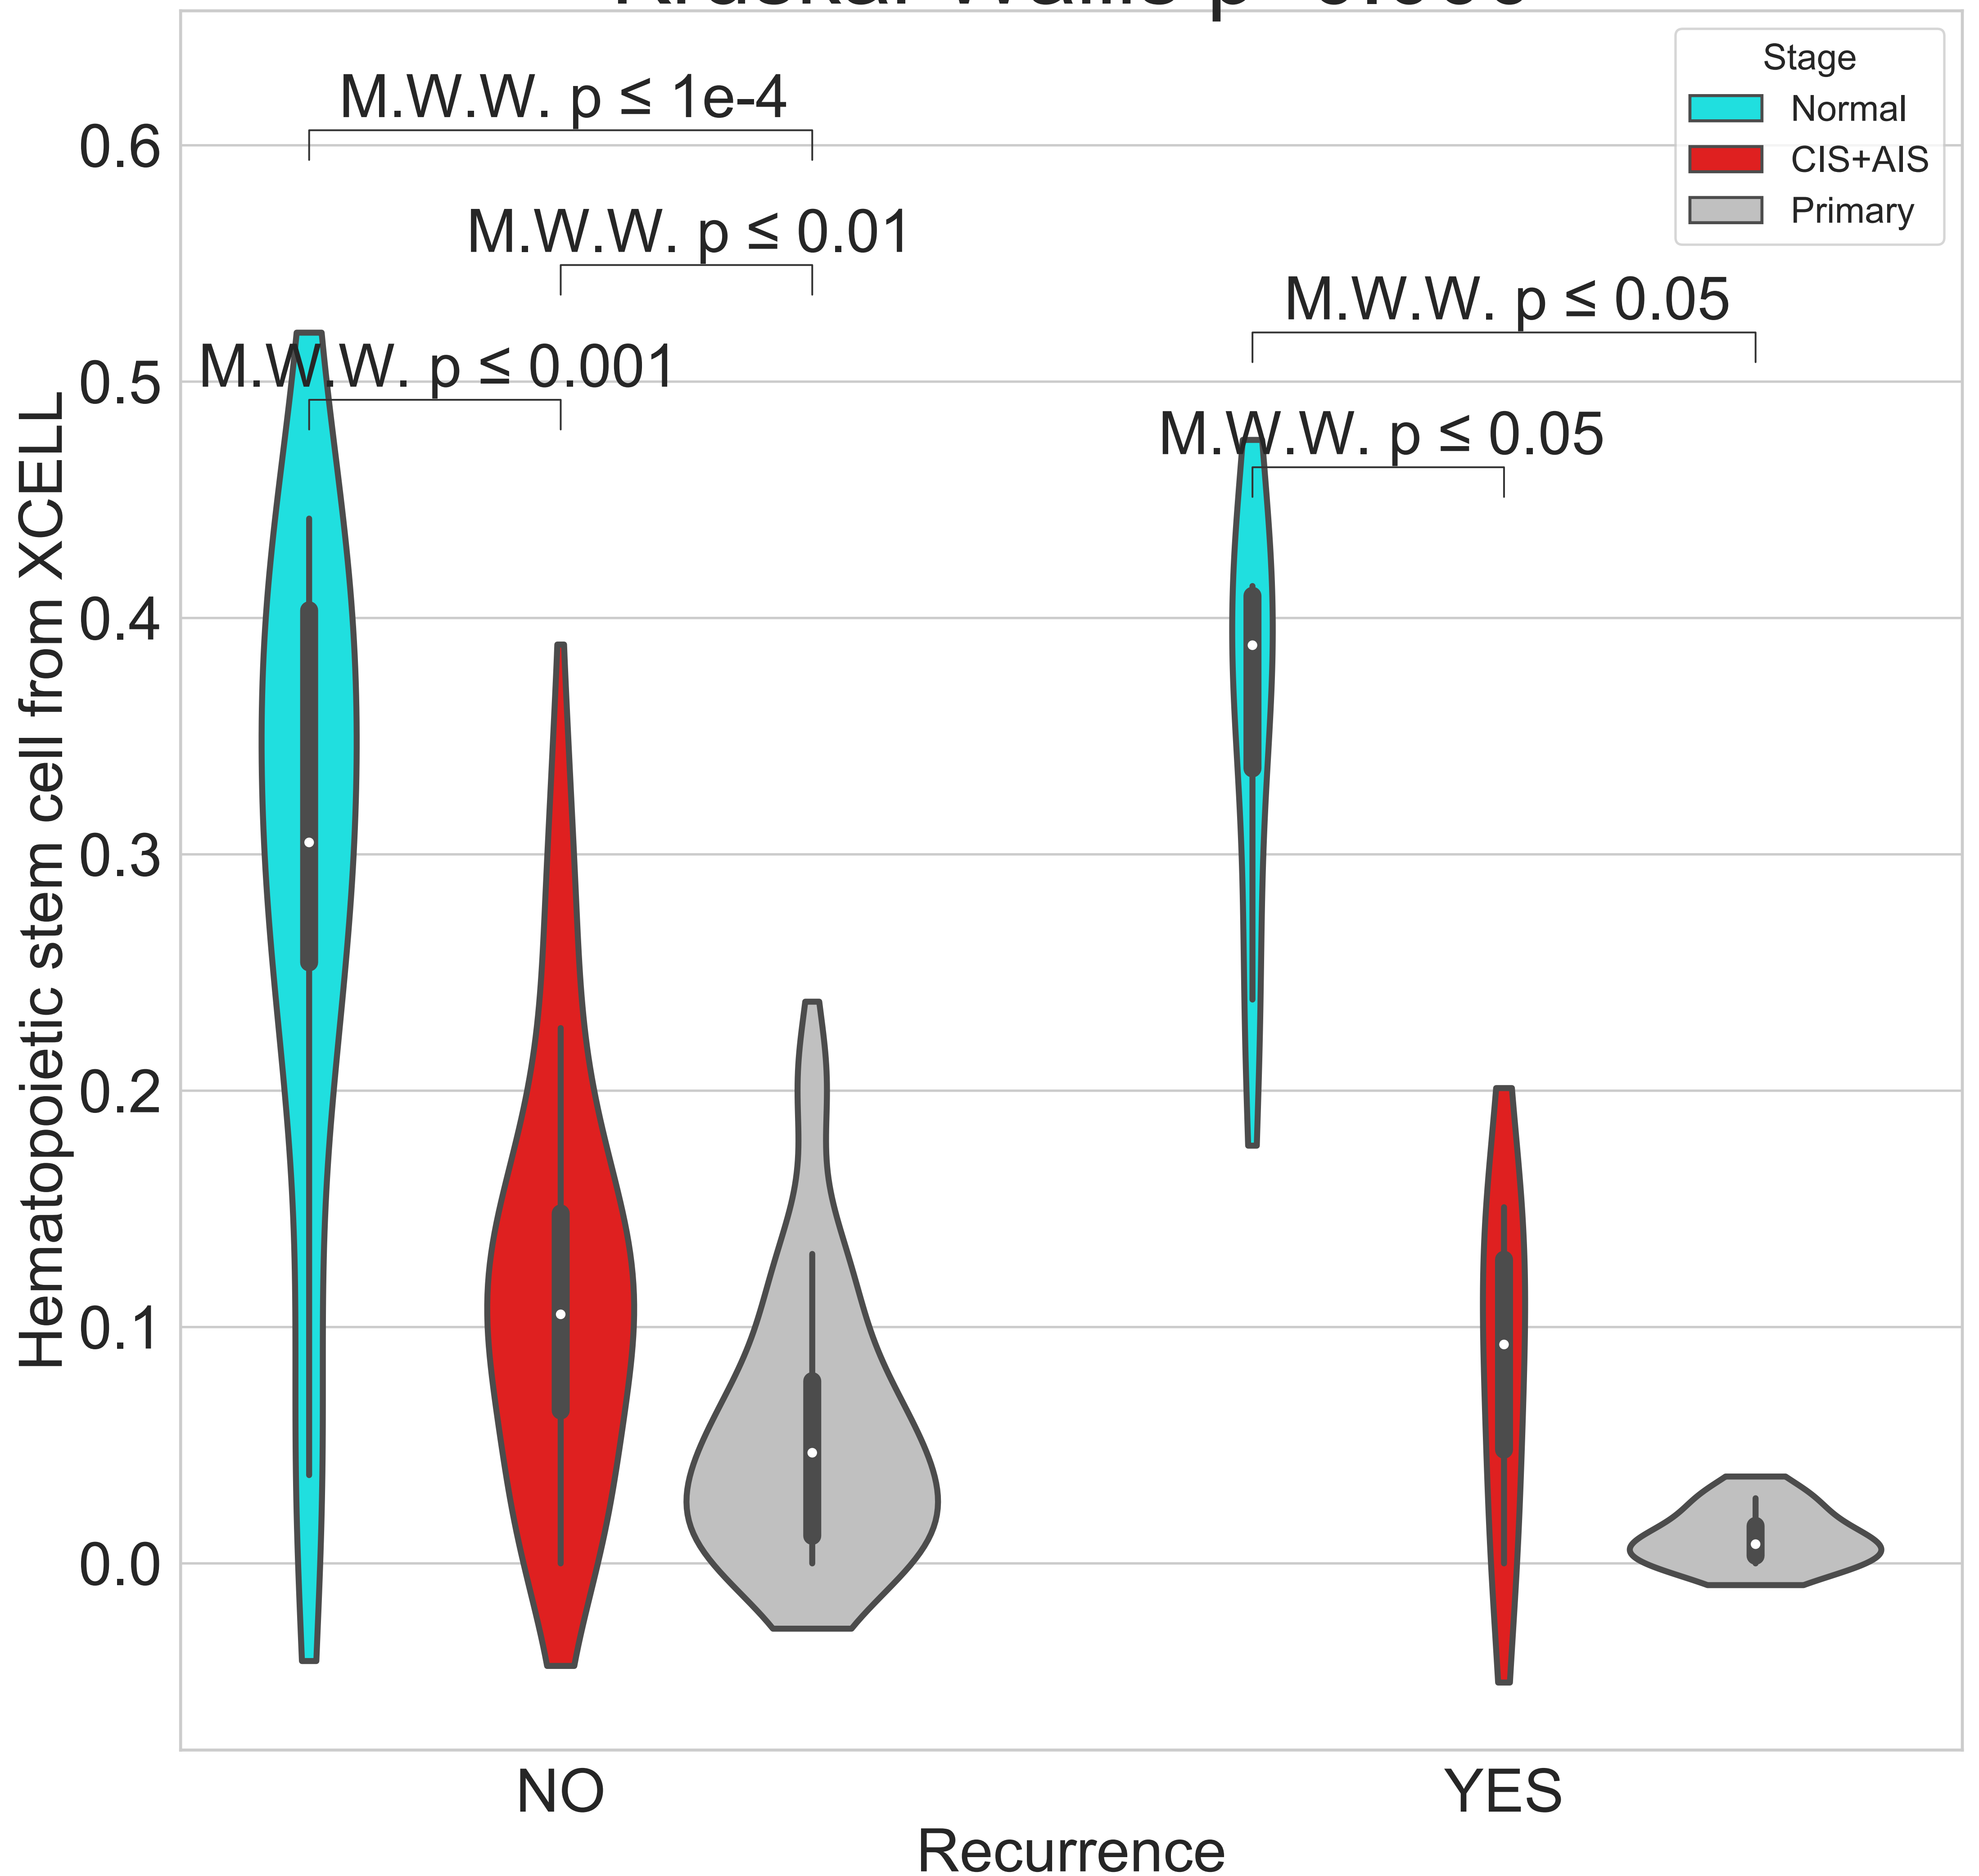 Stage
Normal
CIS+AIS
Primary
M.W.W. p ≤ 1e-4
M.W.W. p ≤ 0.01
M.W.W. p ≤ 0.001
M.W.W. p ≤ 0.05
M.W.W. p ≤ 0.05
Hematopoietic stem cell from XCELL
0.6
0.5
0.4
0.3
0.2
0.1
0.0
NO
YES
Recurrence